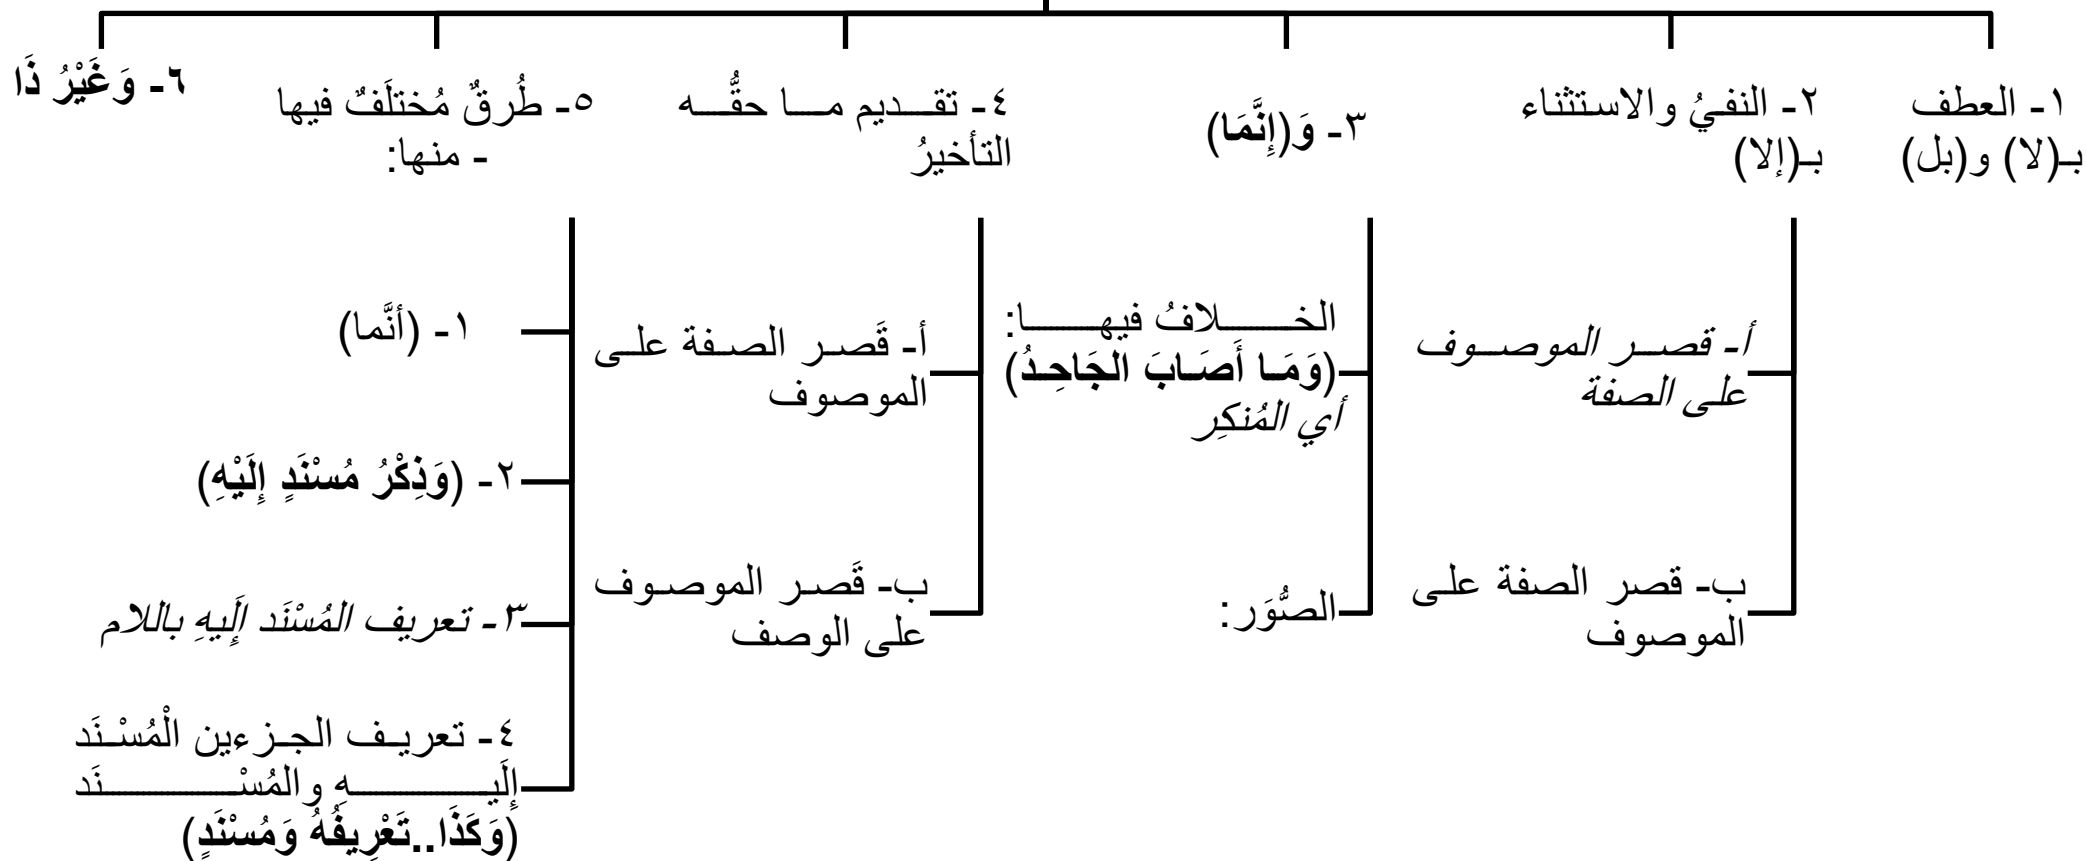 ١- العطف
بـ(لا) و(بل)
٢- النفيُ والاستثناء
بـ(إلا)
أ- قصر الموصوف
على الصفة
ب- قصر الصفة على
الموصوف
٣- وَ(إِنَّمَا)
الخلافُ فيها:
(وَمَا أَصَابَ الجَاحِدُ)
أي المُنكِر
الصُّوَر:
٤- تقديم ما حقُّه
التأخيرُ
أ- قَصر الصفة على
الموصوف
ب- قَصر الموصوف
على الوصف
٥- طُرقٌ مُختلَفٌ فيها
- منها:
١- (أنَّما)
٢- (وَذِكْرُ مُسْنَدٍ إِلَيْهِ)
٣- تعريف المُسْنَد إِلَيهِ باللام
٤- تعريف الجزءين الْمُسْنَد
إِلَيهِ والمُسْنَد
(وَكَذَا..تَعْرِيفُهُ وَمُسْنَدٍ)
٦- وَغَيْرُ ذَا